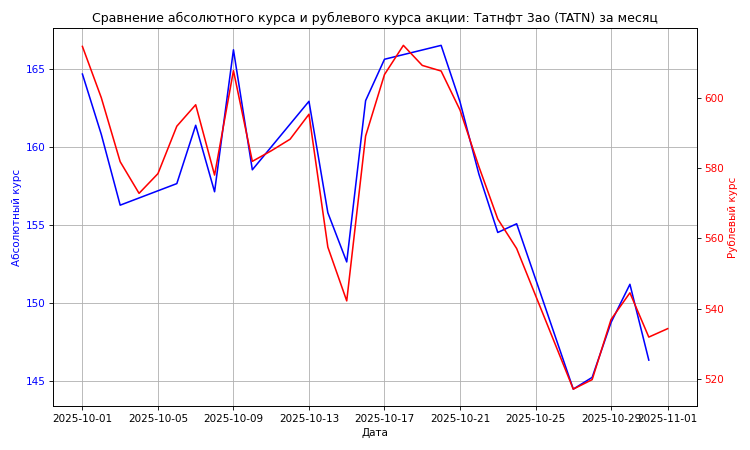 Сравнение абсолютного курса и рублевого курса акции: Татнфт 3ао (TATN) за месяц
165
160
155
150
145
Абсолютный курс
600
580
560
540
520
Рублевый курс
2025-10-01 2025-10-05 2025-10-09 2025-10-13 2025-10-17 2025-10-21 2025-10-25 2025-10-29 2025-11-01
Дата